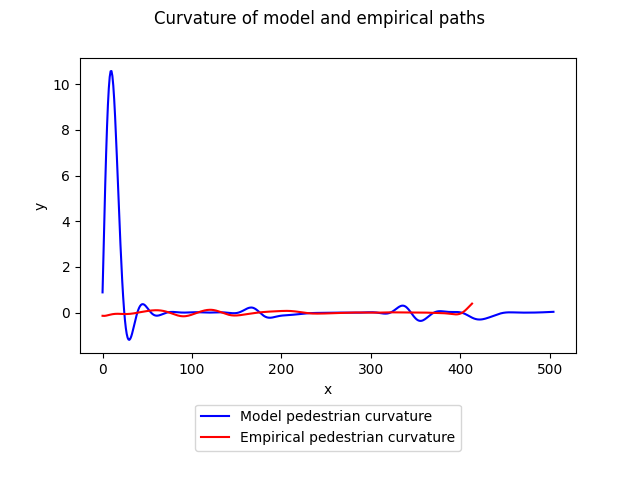 Curvature of model and empirical paths
10
8
6
4
2
0
y
0 100 200 300 400 500
x
Model pedestrian curvature
Empirical pedestrian curvature